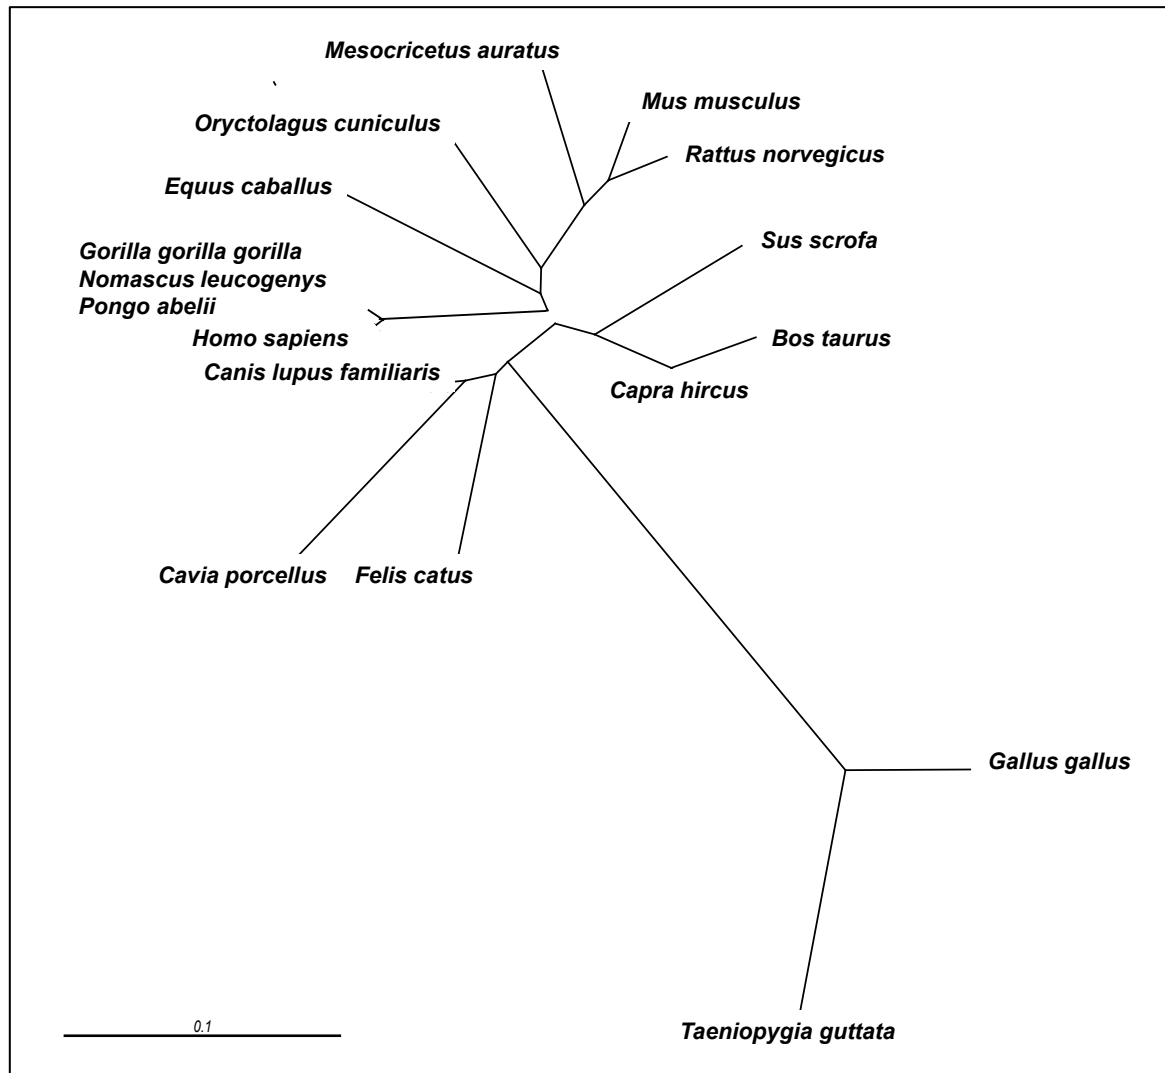 Mesocricetus auratus
Mus musculus
Oryctolagus cuniculus
Rattus norvegicus
Equus caballus
Sus scrofa
Gorilla gorilla gorilla
Nomascus leucogenys
Pongo abelii
Homo sapiens
Bos taurus
Canis lupus familiaris
Capra hircus
Cavia porcellus
Felis catus
Gallus gallus
0.1
Taeniopygia guttata